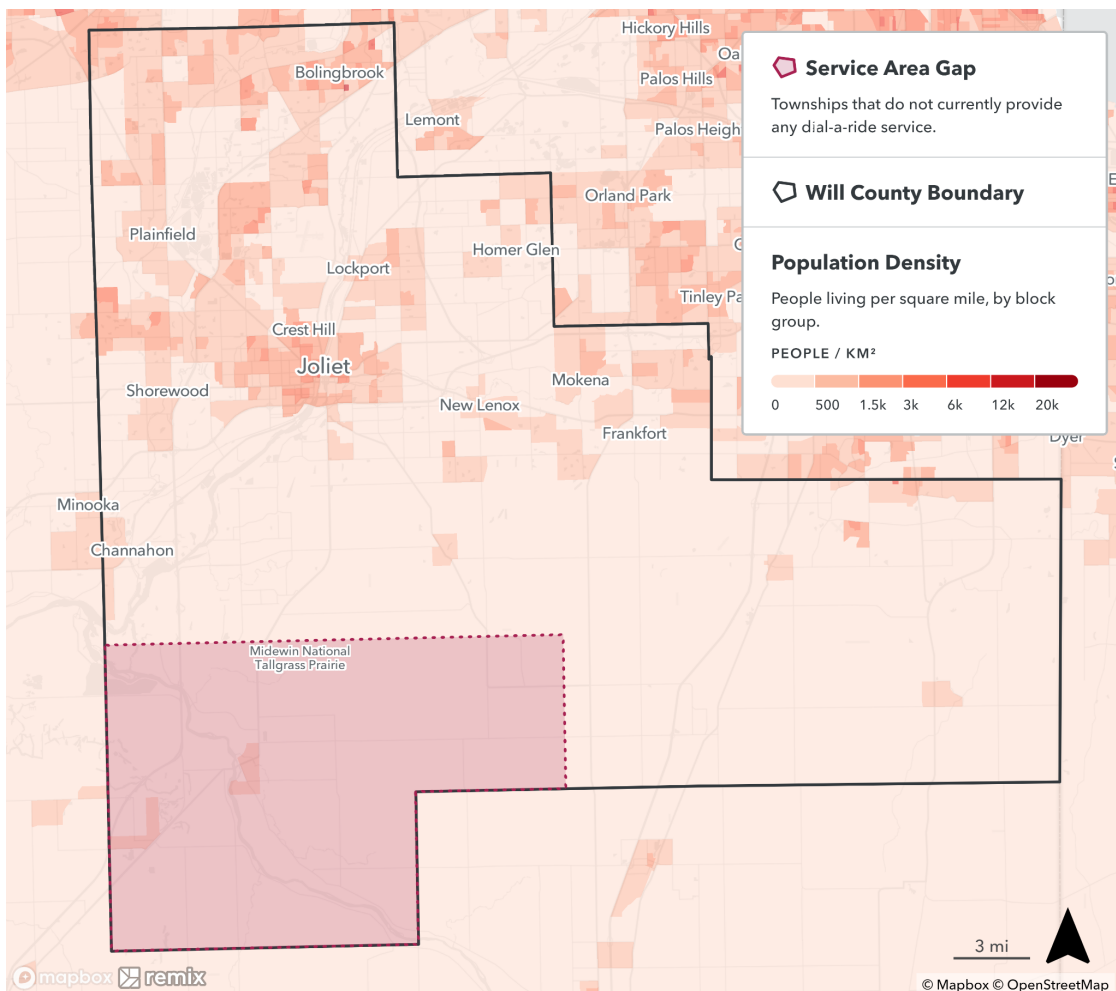 Hickory Hills
Oa
Bolingbrook
Palos Hills
Lemont
Palos Heigh
Orland Park
Plainfield
Homer Glen
Lockport
Tinley Pa
Crest Hill
Joliet
Mokena
Shorewood
New Lenox
Frankfort
Dyer
Minooka
Channahon
Midewin National
Tallgrass Prairie
Service Area Gap
Townships that do not currently provide
any dial-a-ride service.
Will County Boundary
Population Density
People living per square mile, by block
group.
PEOPLE / KM²
0 500 1.5k 3k 6k 12k 20k
3 mi
mapbox remix
© Mapbox © OpenStreetMap